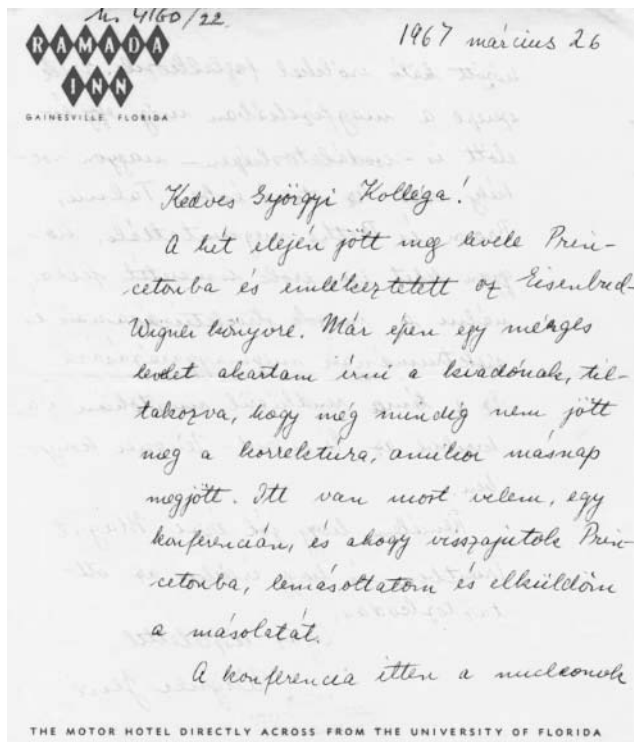 Ms 4160/22
1967 március 26
RAMADA
INN
GAINESVILLE, FLORIDA
Kedves Györgyi Kolléga!
A hét elején jött meg levele Prin-
cetonba és emlékeztetett az Eisenbud-
Wigner könyvre. Már épen egy mérges
levelet akartam írni a kiadónak, til-
takozva, hogy még mindig nem jött
meg a korrektúra, amikor másnap
megjött. Itt van most velem, egy
konferencián, és ahogy visszajutok Prin-
cetonba, lemásoltatom és elküldöm
a másolatát.
A konferencia itten a nucleonok
THE MOTOR HOTEL DIRECTLY ACROSS FROM THE UNIVERSITY OF FLORIDA